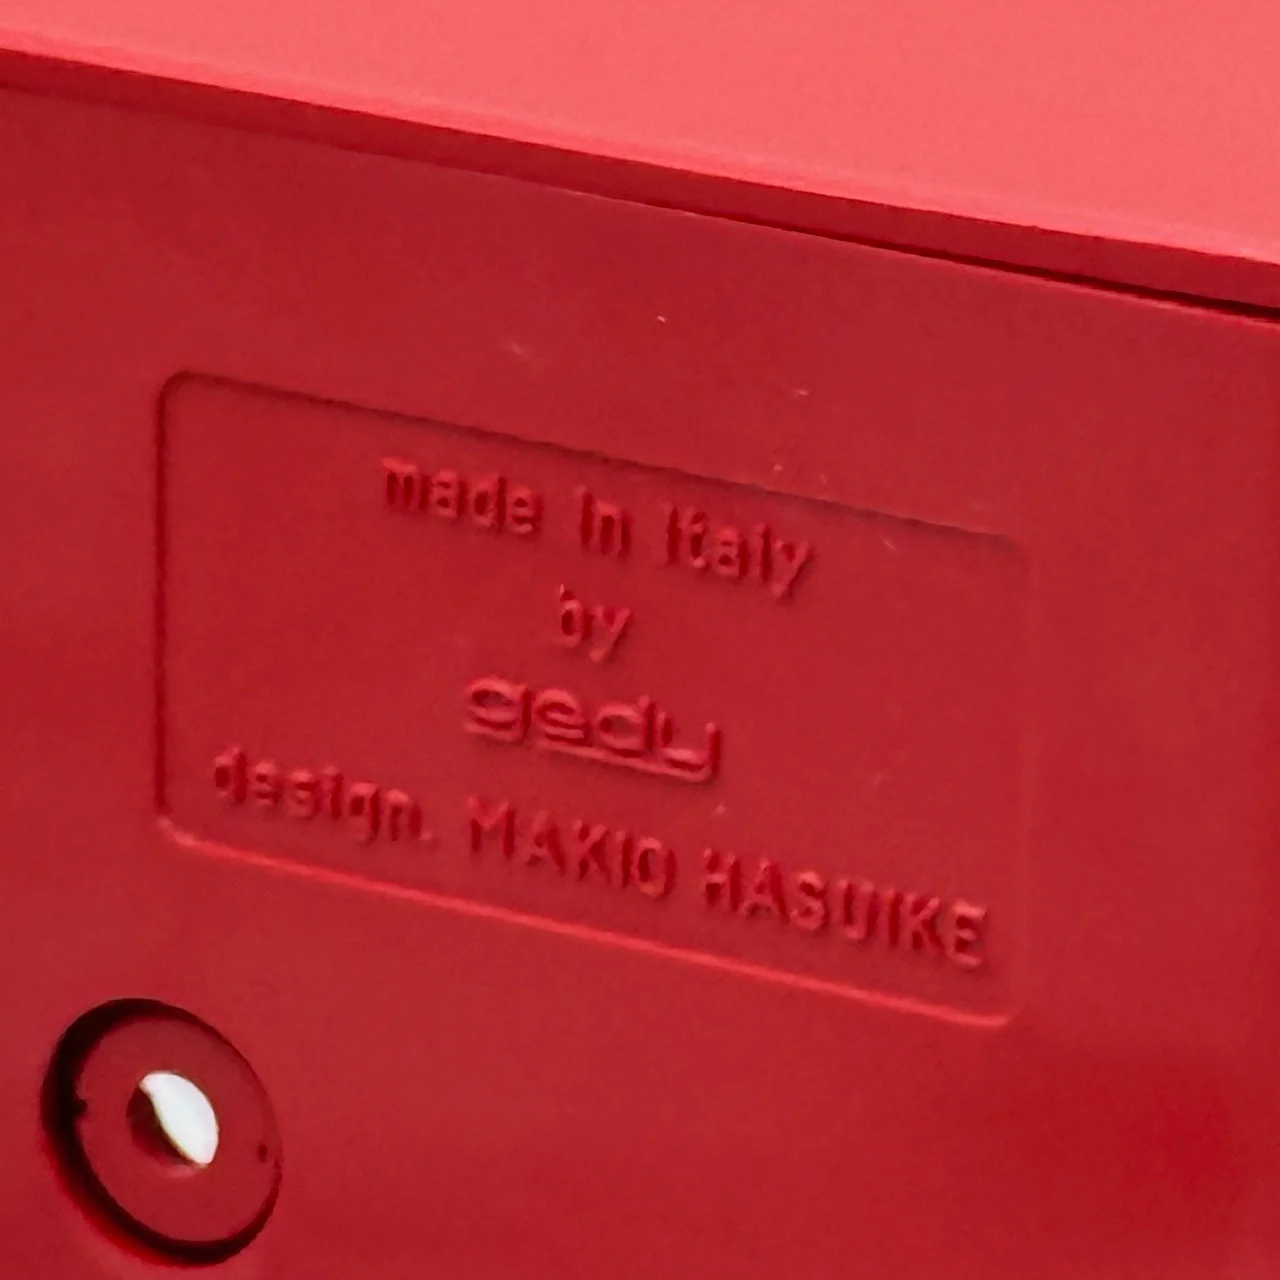 made in Italy
by
gedy
design. MAKIO HASUIKE